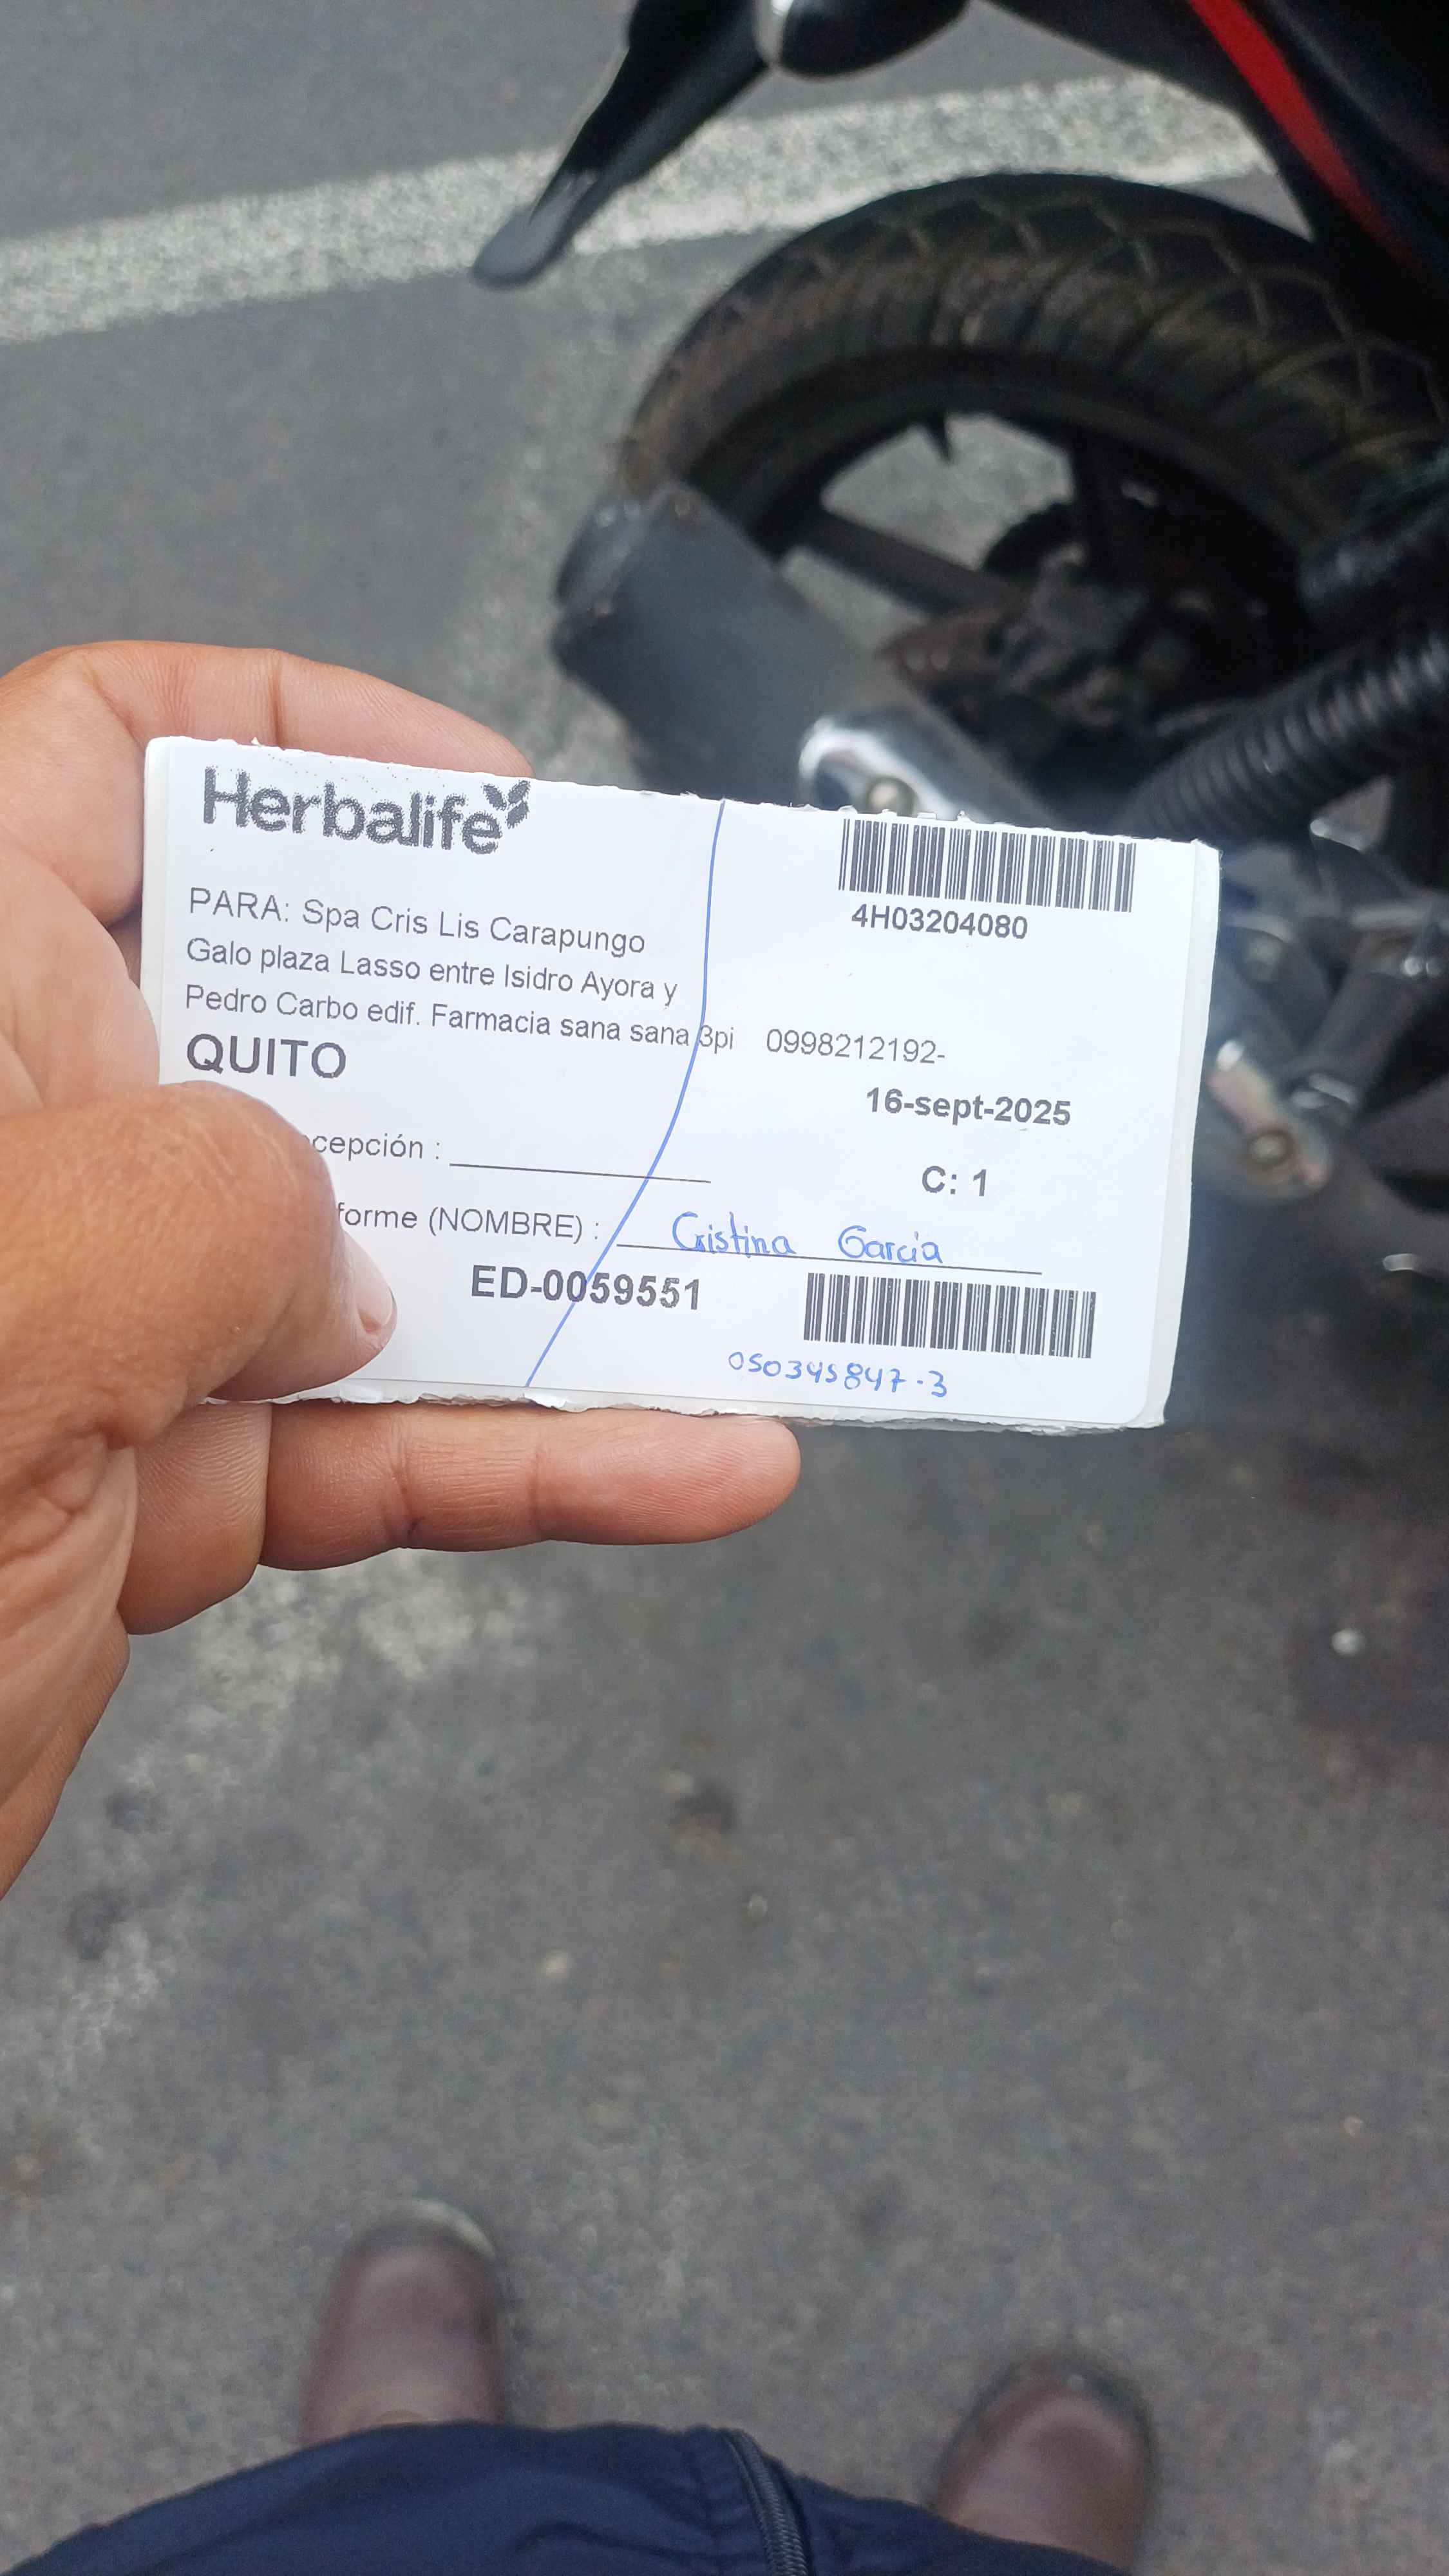 Herbalife
4H03204080
PARA: Spa Cris Lis Carapungo
Galo plaza Lasso entre Isidro Ayora y
Pedro Carbo edif. Farmacia sana sana 3pi 0998212192-
QUITO
16-sept-2025
cepción :
C: 1
forme (NOMBRE) : Cristina Garcia
ED-0059551
050345847-3